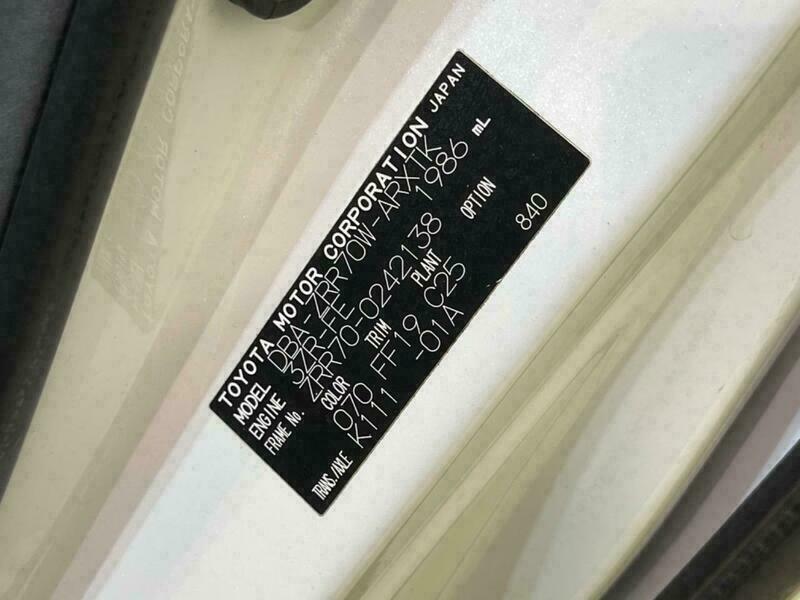 TOYOTA MOTOR CORPORATION JAPAN
MODEL DBA-ZRR70W-ARXTK
ENGINE 3ZR-FE 1986 mL
FRAME No. ZRR70-0242138
COLOR TRIM PLANT OPTION
070 FF19 C25 840
TRANS./AXLE K111 -01A